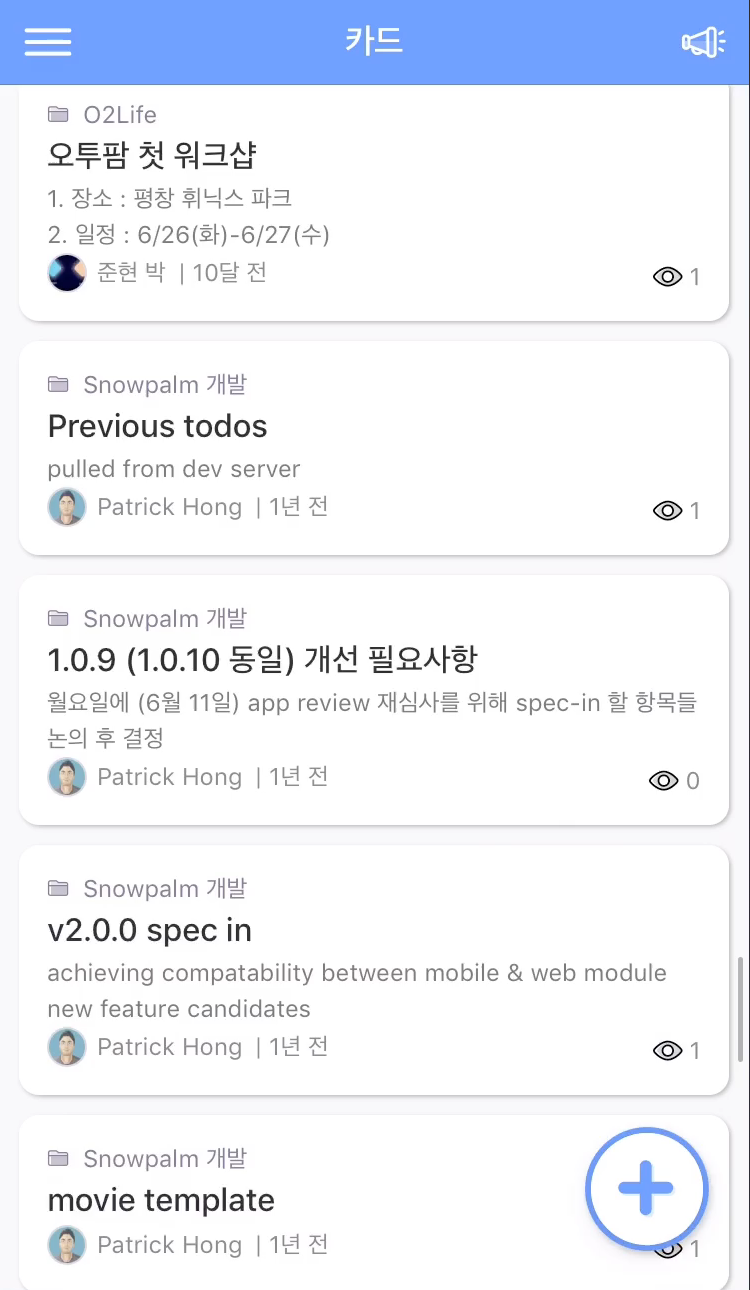 카드
O2Life
오투팜 첫 워크샵
1. 장소 : 평창 휘닉스 파크
2. 일정 : 6/26(화)-6/27(수)
준현 박 | 10달 전
1
Snowpalm 개발
Previous todos
pulled from dev server
Patrick Hong | 1년 전
1
Snowpalm 개발
1.0.9 (1.0.10 동일) 개선 필요사항
월요일에 (6월 11일) app review 재심사를 위해 spec-in 할 항목들
논의 후 결정
Patrick Hong | 1년 전
0
Snowpalm 개발
v2.0.0 spec in
achieving compatability between mobile & web module
new feature candidates
Patrick Hong | 1년 전
1
Snowpalm 개발
movie template
Patrick Hong | 1년 전
1